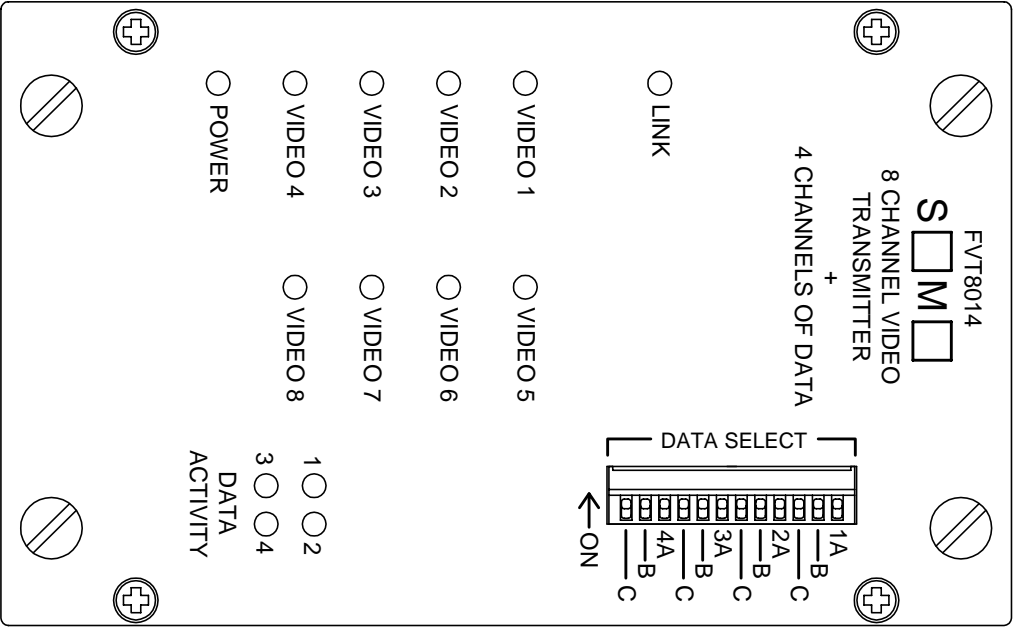 FVT8014
S M
8 CHANNEL VIDEO
TRANSMITTER
+
4 CHANNELS OF DATA
LINK
VIDEO 1
VIDEO 5
VIDEO 2
VIDEO 6
VIDEO 3
VIDEO 7
VIDEO 4
VIDEO 8
POWER
DATA SELECT
1A
B
C
2A
B
C
3A
B
C
4A
B
C
ON
1 2
3 4
DATA
ACTIVITY